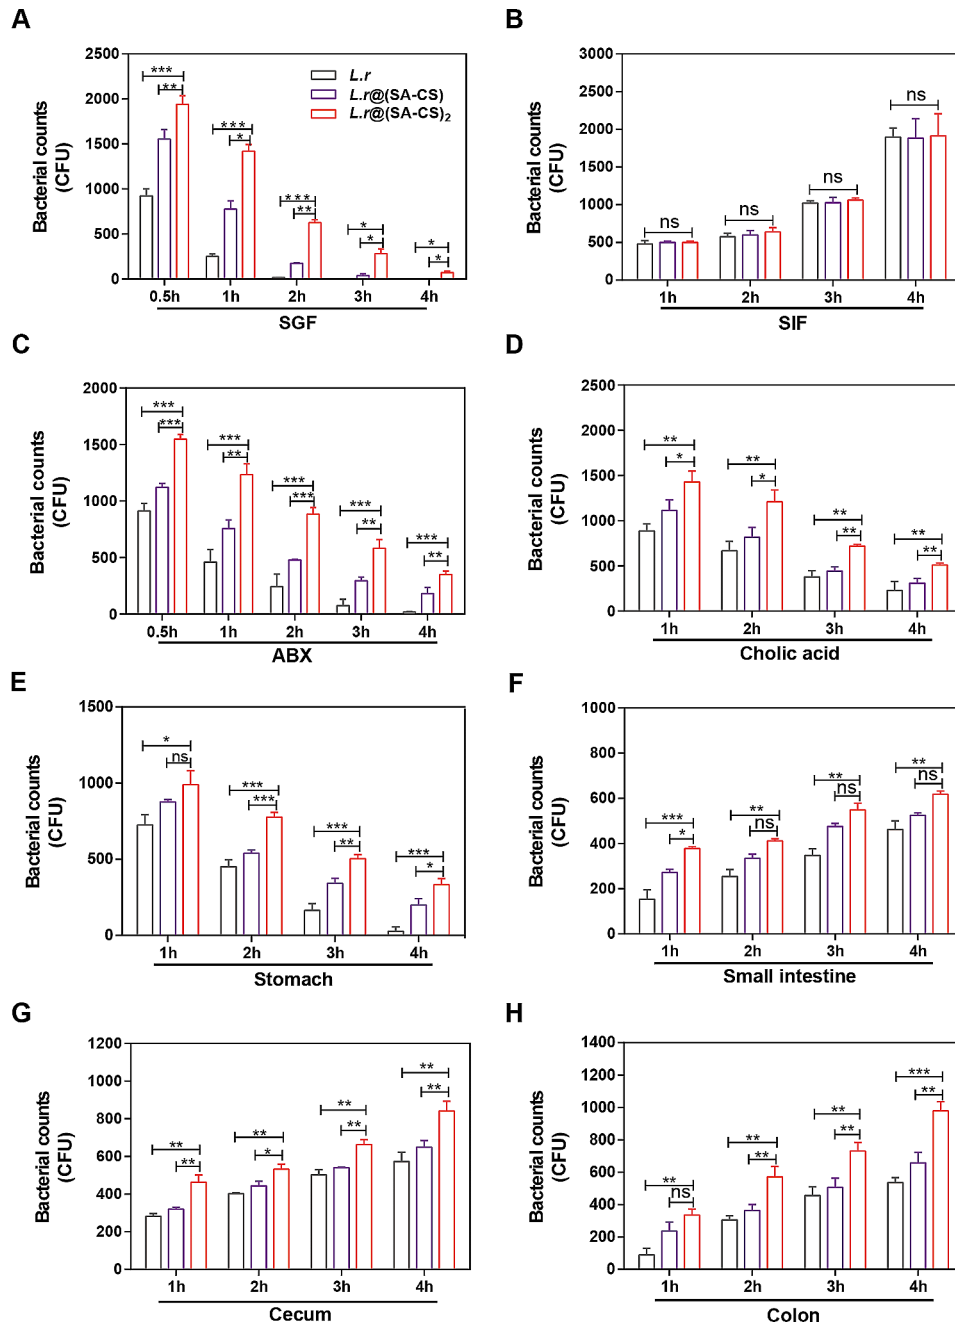 A
Bacterial counts
(CFU)
2500
2000
1500
1000
500
0
***
**
***
*
***
**
*
*
*
*
L.r
L.r@(SA-CS)
L.r@(SA-CS)₂
0.5h 1h 2h 3h 4h
SGF
B
Bacterial counts
(CFU)
3000
2500
2000
1500
1000
500
0
ns
ns
ns
ns
1h 2h 3h 4h
SIF
C
Bacterial counts
(CFU)
2000
1500
1000
500
0
***
***
***
**
***
***
***
**
***
**
0.5h 1h 2h 3h 4h
ABX
D
Bacterial counts
(CFU)
2500
2000
1500
1000
500
0
**
*
**
*
**
**
**
**
1h 2h 3h 4h
Cholic acid
E
Bacterial counts
(CFU)
1500
1000
500
0
*
ns
***
***
***
**
***
*
1h 2h 3h 4h
Stomach
F
Bacterial counts
(CFU)
1000
800
600
400
200
0
***
*
**
ns
**
ns
**
ns
1h 2h 3h 4h
Small intestine
G
Bacterial counts
(CFU)
1200
1000
800
600
400
200
0
**
**
**
*
**
**
**
**
1h 2h 3h 4h
Cecum
H
Bacterial counts
(CFU)
1400
1200
1000
800
600
400
200
0
**
ns
**
**
**
**
***
**
1h 2h 3h 4h
Colon